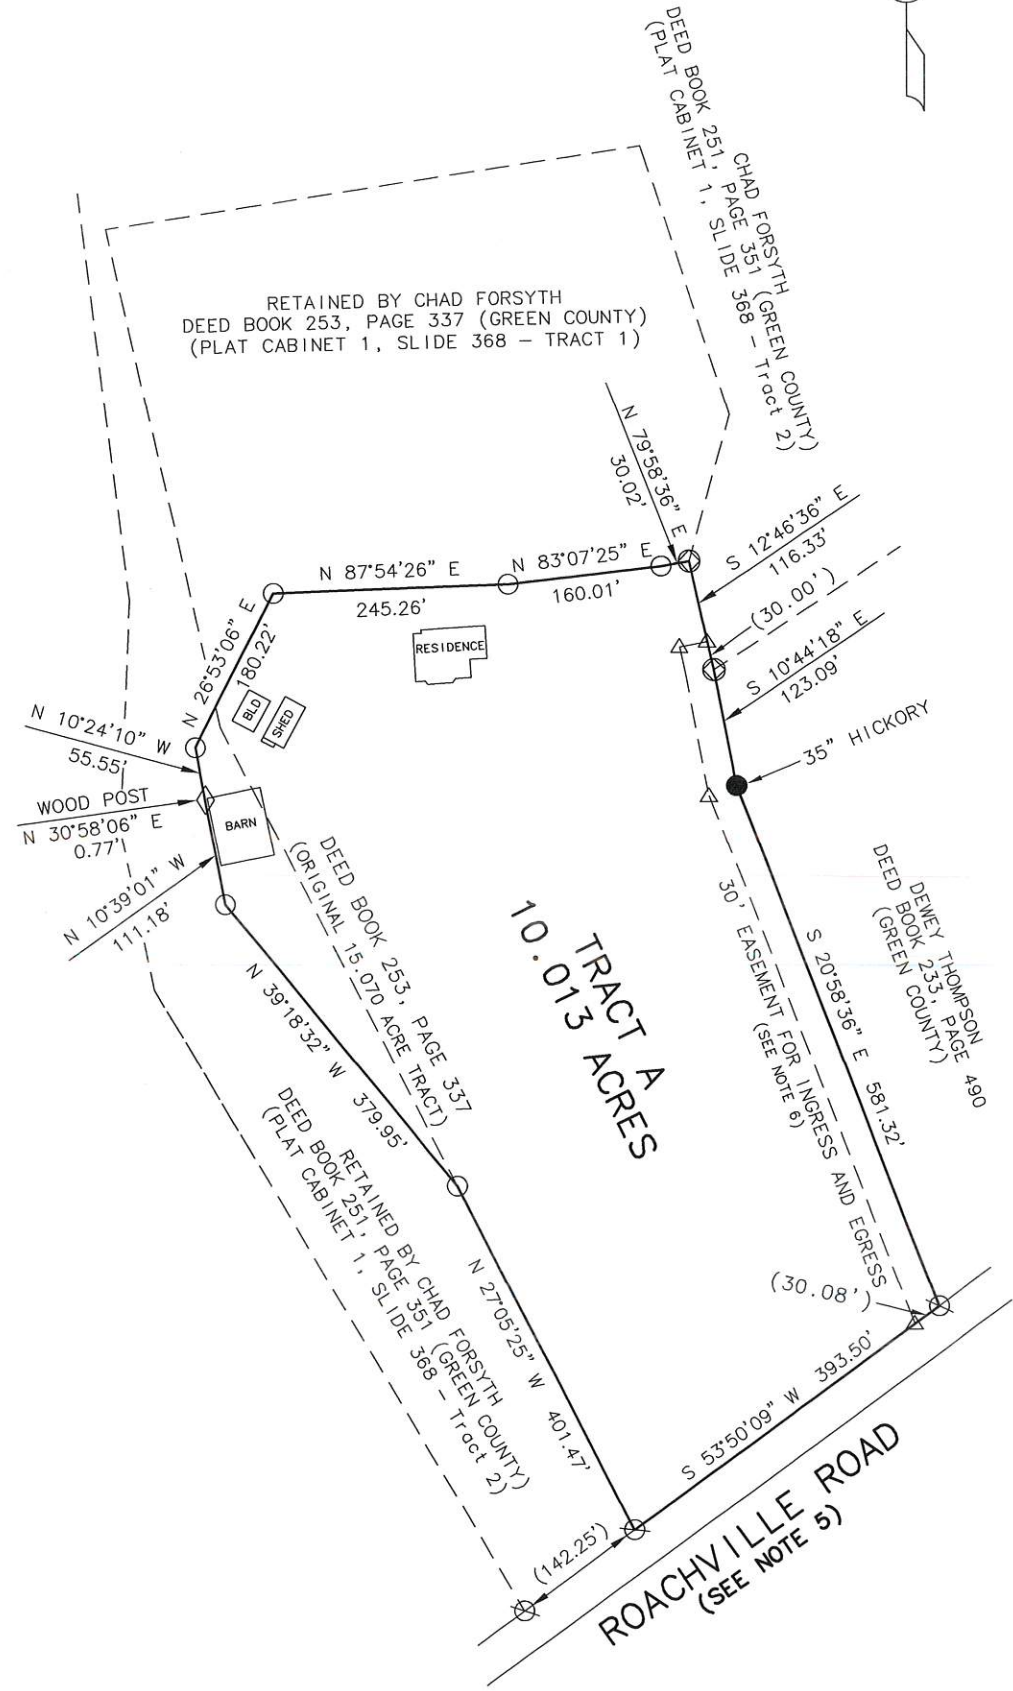 CHAD FORSYTH
DEED BOOK 251, PAGE 351 (GREEN COUNTY)
(PLAT CABINET 1, SLIDE 368 – Tract 2)
RETAINED BY CHAD FORSYTH
DEED BOOK 253, PAGE 337 (GREEN COUNTY)
(PLAT CABINET 1, SLIDE 368 – TRACT 1)
N 79°58'36" E
30.02'
S 12°46'36" E
116.33'
(30.00')
S 10°44'18" E
123.09'
N 87°54'26" E
245.26'
N 83°07'25" E
160.01'
RESIDENCE
N 26°53'06" E
180.22'
BLD
SHED
N 10°24'10" W
55.55'
WOOD POST
N 30°58'06" E
0.77'
BARN
N 10°39'01" W
111.18'
35" HICKORY
DEED BOOK 253, PAGE 337
(ORIGINAL 15.070 ACRE TRACT)
TRACT A
10.013 ACRES
30' EASEMENT FOR INGRESS AND EGRESS
(SEE NOTE 6)
S 20°58'36" E 581.32'
DEWEY THOMPSON
DEED BOOK 233, PAGE 490
(GREEN COUNTY)
N 39°18'32" W 379.95'
RETAINED BY CHAD FORSYTH
DEED BOOK 251, PAGE 351 (GREEN COUNTY)
(PLAT CABINET 1, SLIDE 368 – Tract 2)
N 27°05'25" W 401.47'
(30.08')
S 53°50'09" W 393.50'
(142.25')
ROACHVILLE ROAD
(SEE NOTE 5)